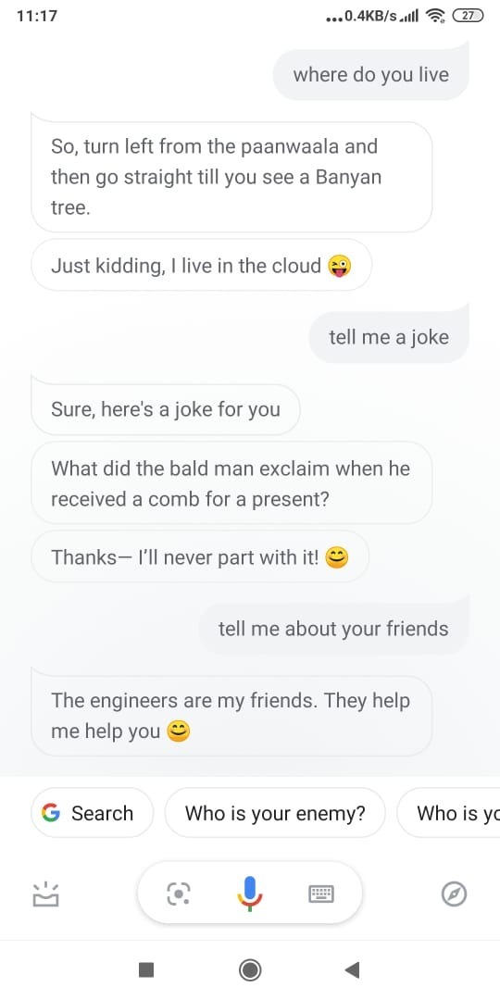 11:17
...0.4KB/s
27
where do you live
So, turn left from the paanwaala and
then go straight till you see a Banyan
tree.
Just kidding, I live in the cloud 😜
tell me a joke
Sure, here's a joke for you
What did the bald man exclaim when he
received a comb for a present?
Thanks— I'll never part with it! 😊
tell me about your friends
The engineers are my friends. They help
me help you 😊
G Search
Who is your enemy?
Who is